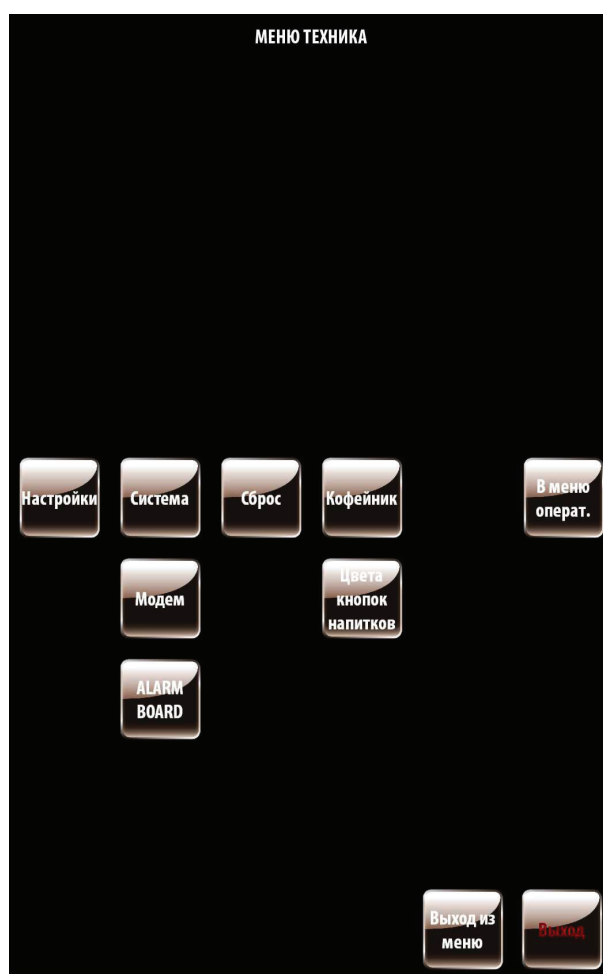 МЕНЮ ТЕХНИКА
Настройки
Система
Сброс
Кофейник
В меню
операт.
Модем
Цвета
кнопок
напитков
ALARM
BOARD
Выход из
меню
Выход